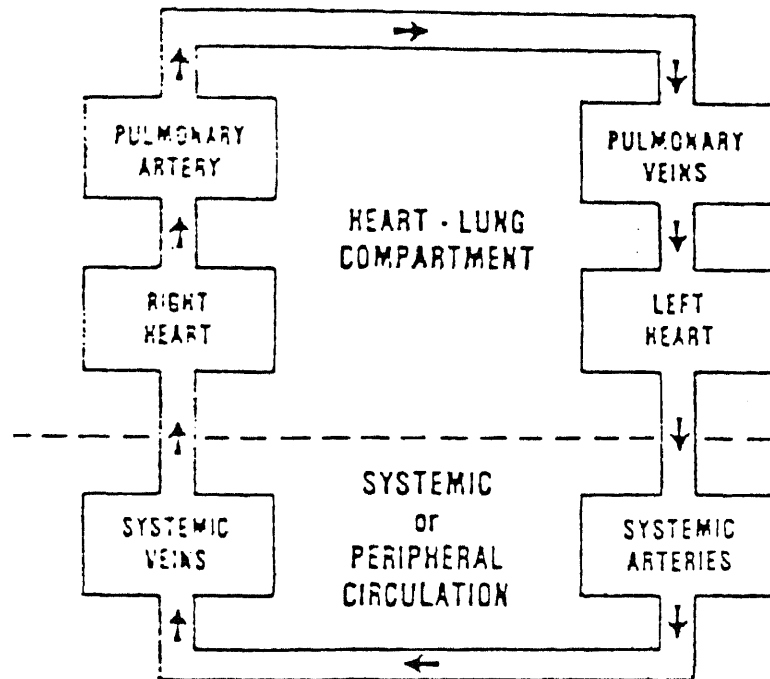 PULMONARY
ARTERY
PULMONARY
VEINS
HEART - LUNG
COMPARTMENT
RIGHT
HEART
LEFT
HEART
SYSTEMIC
or
PERIPHERAL
CIRCULATION
SYSTEMIC
VEINS
SYSTEMIC
ARTERIES